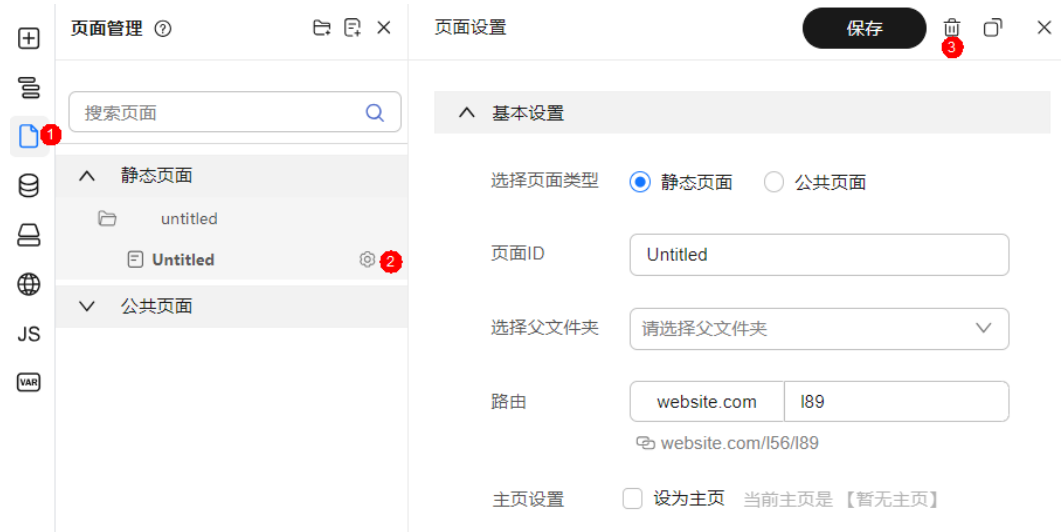 页面管理
页面设置
保存
3
搜索页面
基本设置
1
静态页面
选择页面类型
静态页面
公共页面
untitled
Untitled
2
页面ID
Untitled
公共页面
选择父文件夹
请选择父文件夹
JS
VAR
路由
website.com
l89
website.com/l56/l89
主页设置
设为主页
当前主页是 【暂无主页】